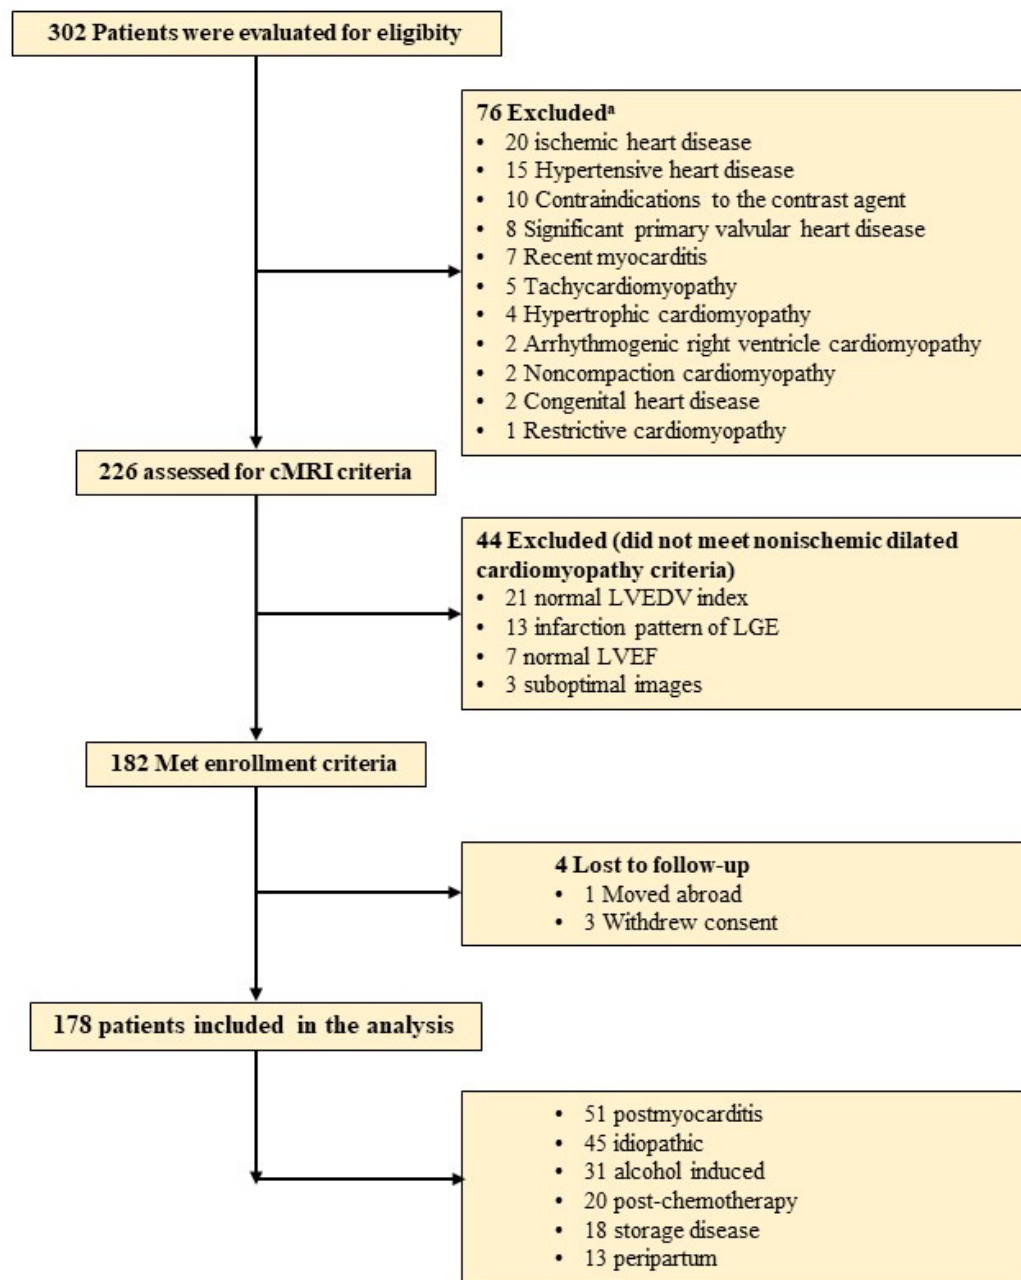 302 Patients were evaluated for eligibity
76 Excludedᵃ
• 20 ischemic heart disease
• 15 Hypertensive heart disease
• 10 Contraindications to the contrast agent
• 8 Significant primary valvular heart disease
• 7 Recent myocarditis
• 5 Tachycardiomyopathy
• 4 Hypertrophic cardiomyopathy
• 2 Arrhythmogenic right ventricle cardiomyopathy
• 2 Noncompaction cardiomyopathy
• 2 Congenital heart disease
• 1 Restrictive cardiomyopathy
226 assessed for cMRI criteria
44 Excluded (did not meet nonischemic dilated
cardiomyopathy criteria)
• 21 normal LVEDV index
• 13 infarction pattern of LGE
• 7 normal LVEF
• 3 suboptimal images
182 Met enrollment criteria
4 Lost to follow-up
• 1 Moved abroad
• 3 Withdrew consent
178 patients included in the analysis
• 51 postmyocarditis
• 45 idiopathic
• 31 alcohol induced
• 20 post-chemotherapy
• 18 storage disease
• 13 peripartum